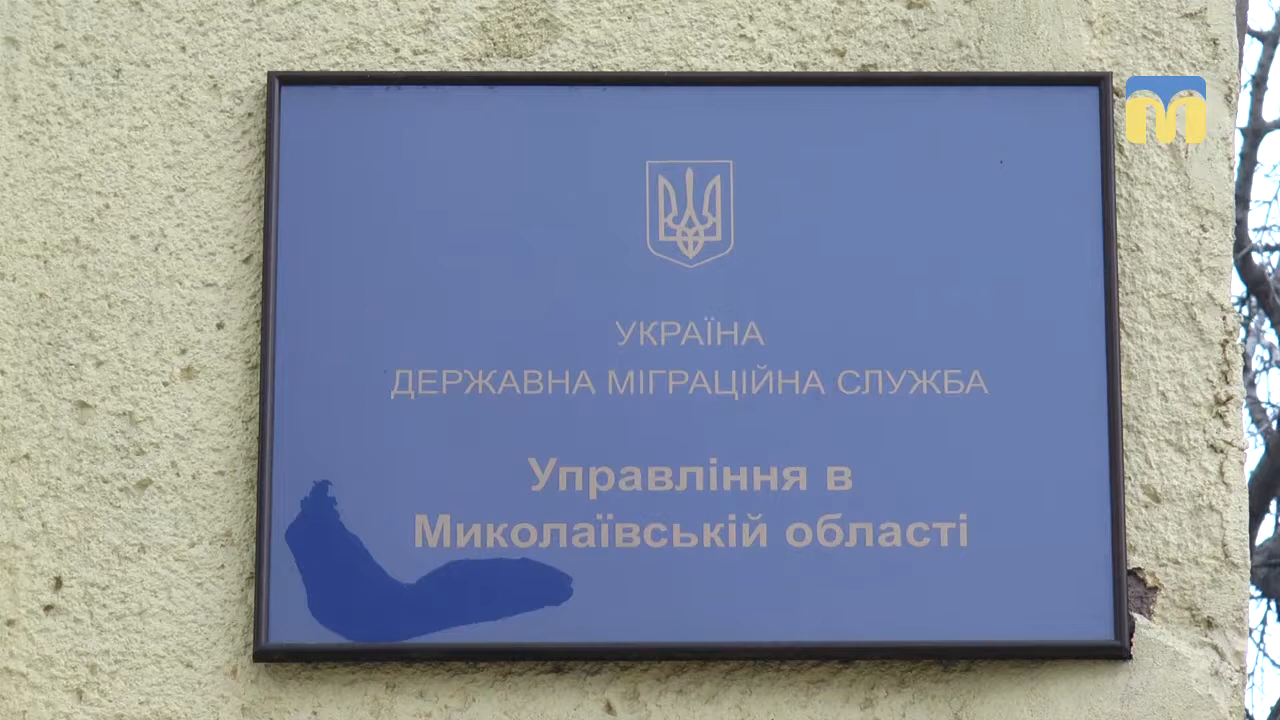 УКРАЇНА
ДЕРЖАВНА МІГРАЦІЙНА СЛУЖБА
Управління в
Миколаївській області